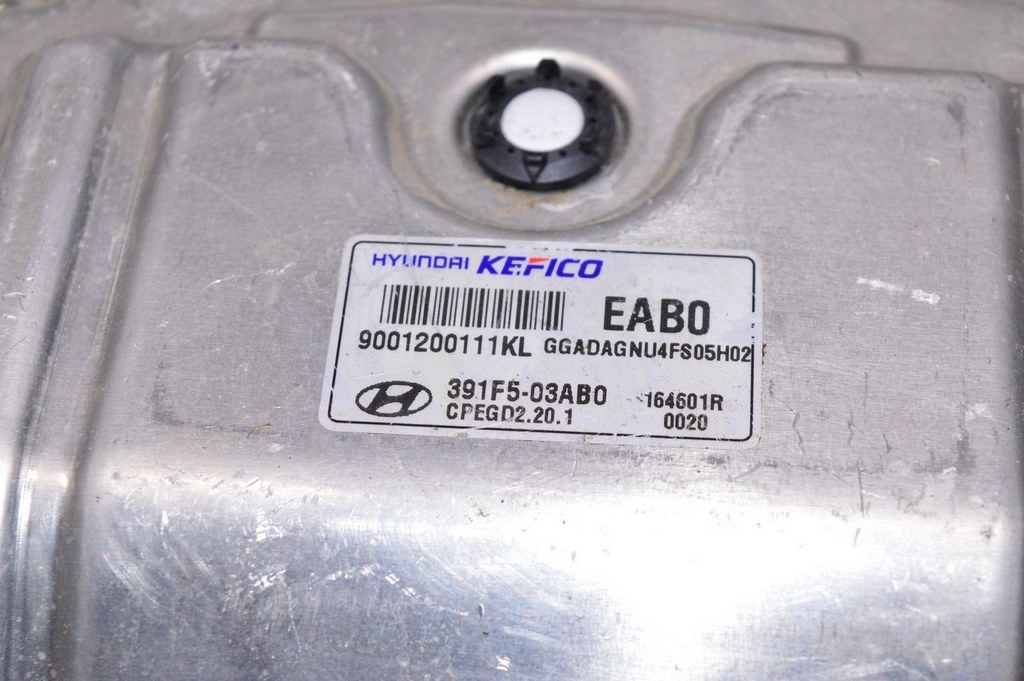 HYUNDAI KEFICO
EAB0
9001200111KL GGADAGNU4FS05H02
391F5-03AB0 164601R
CPEGD2.20.1 0020